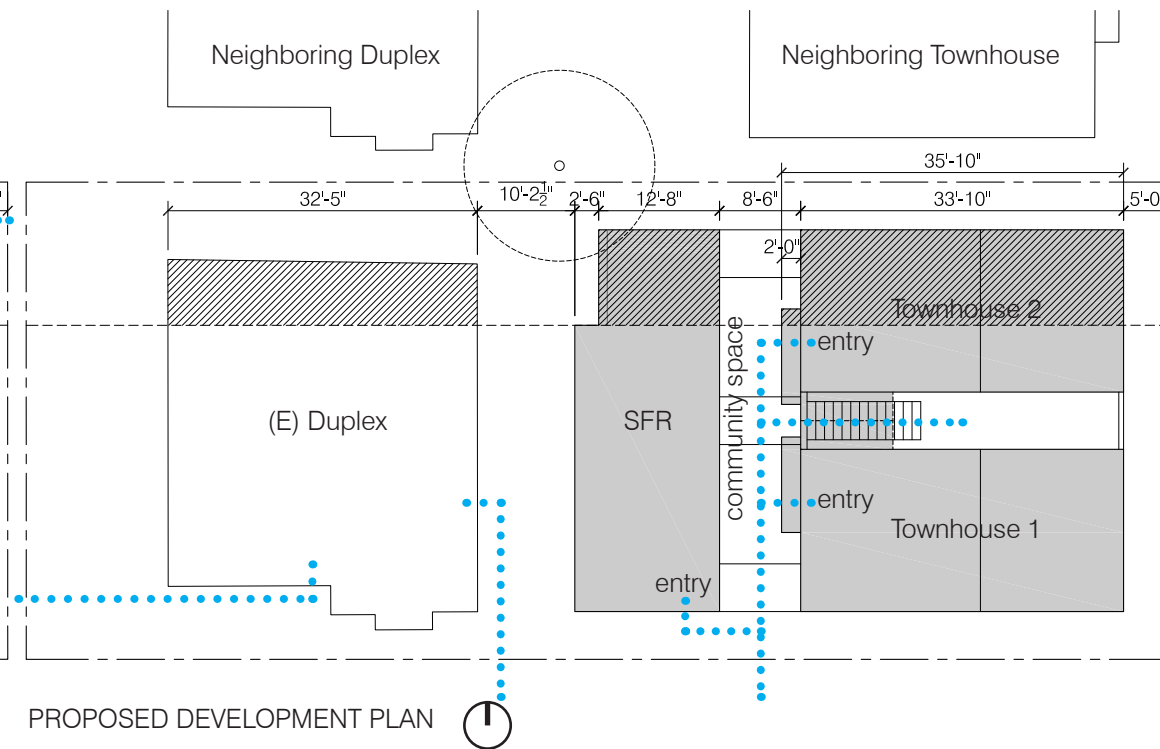 Neighboring Duplex
Neighboring Townhouse
35'-10"
32'-5"
10'-2½"
2'-6"
12'-8"
8'-6"
33'-10"
5'-0
2'-0"
Townhouse 2
entry
community space
(E) Duplex
SFR
entry
Townhouse 1
entry
PROPOSED DEVELOPMENT PLAN